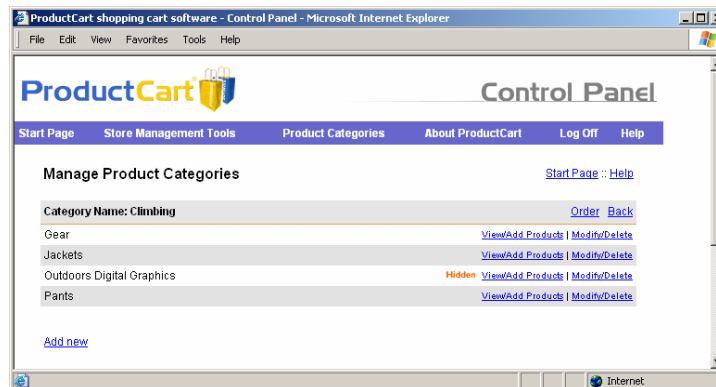 ProductCart shopping cart software - Control Panel - Microsoft Internet Explorer
File Edit View Favorites Tools Help
ProductCart Control Panel
Start Page Store Management Tools Product Categories About ProductCart Log Off Help
Manage Product Categories Start Page :: Help
Category Name: Climbing Order Back
Gear View/Add Products | Modify/Delete
Jackets View/Add Products | Modify/Delete
Outdoors Digital Graphics Hidden View/Add Products | Modify/Delete
Pants View/Add Products | Modify/Delete
Add new
Internet